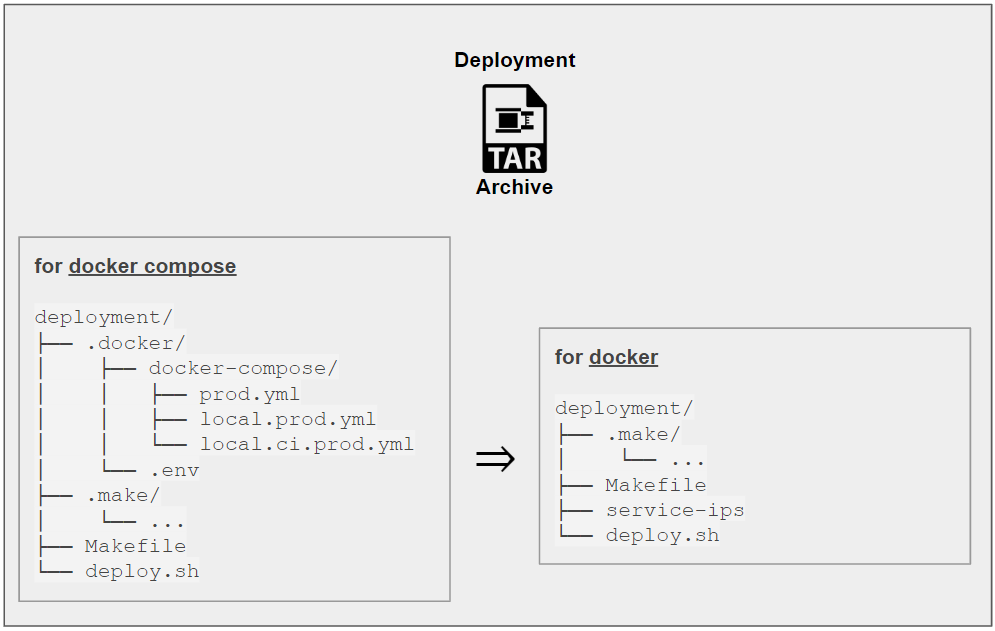 Deployment
TAR
Archive
for docker compose
deployment/
├── .docker/
│    ├── docker-compose/
│    │   ├── prod.yml
│    │   ├── local.prod.yml
│    │   └── local.ci.prod.yml
│    └── .env
├── .make/
│    └── ...
├── Makefile
└── deploy.sh
⇒
for docker
deployment/
├── .make/
│    └── ...
├── Makefile
├── service-ips
└── deploy.sh